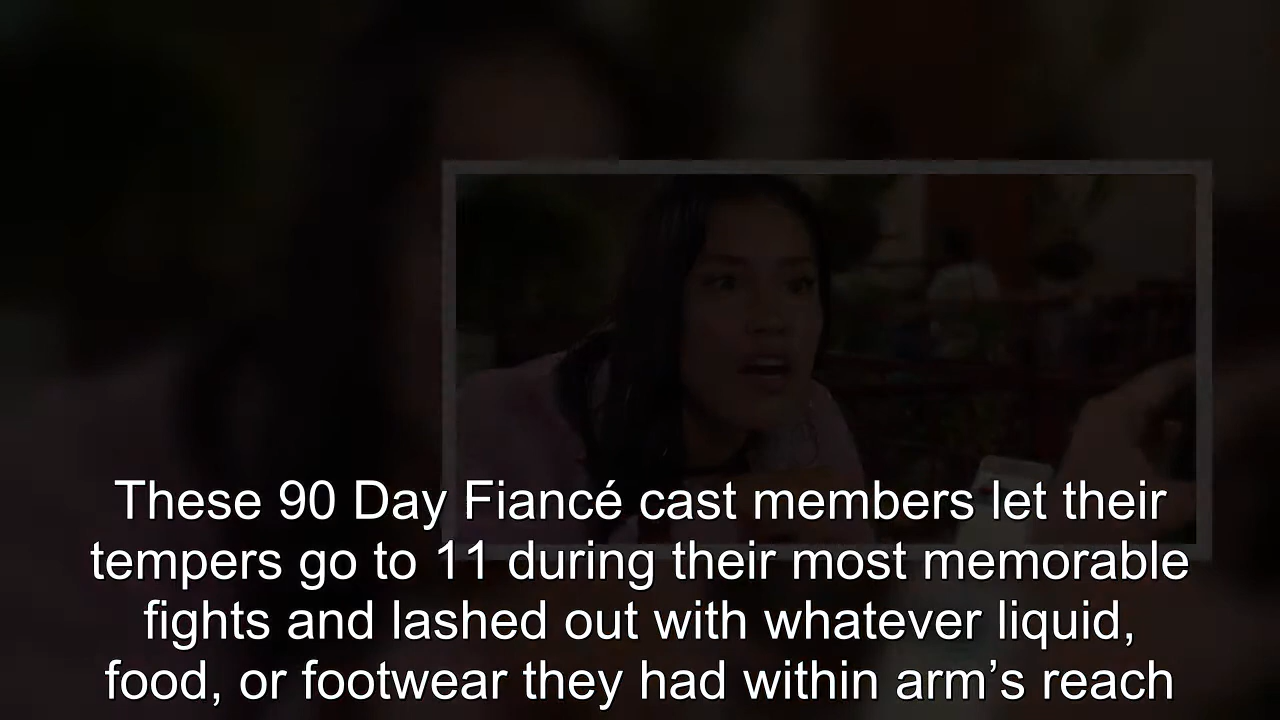 These 90 Day Fiancé cast members let their
tempers go to 11 during their most memorable
fights and lashed out with whatever liquid,
food, or footwear they had within arm’s reach